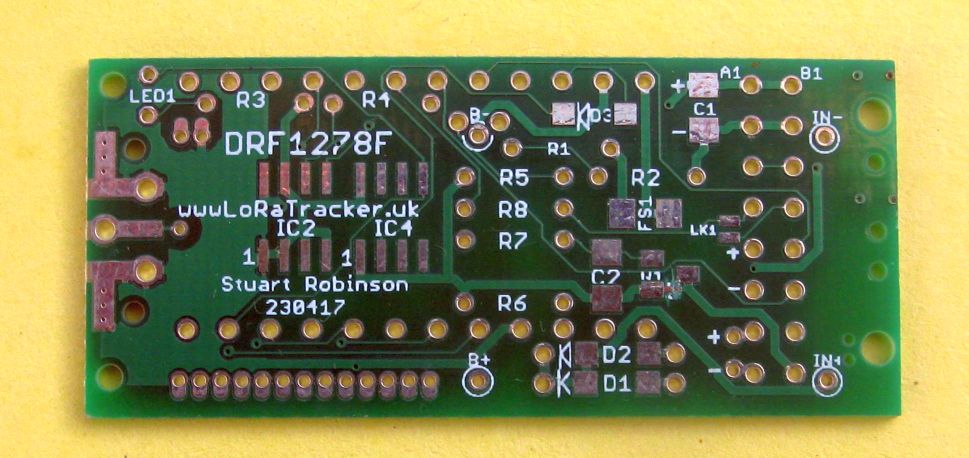 A1 B1
LED1
R3 R4
+
C1
B- D3
- IN-
DRF1278F
R1
R5 R2
wwwLoRaTracker.uk
R8 FS1
IC2 IC4
LK1
R7
1 1
+
Stuart Robinson
C2
-
230417
R6
+
B+ D2
IN+
-
D1